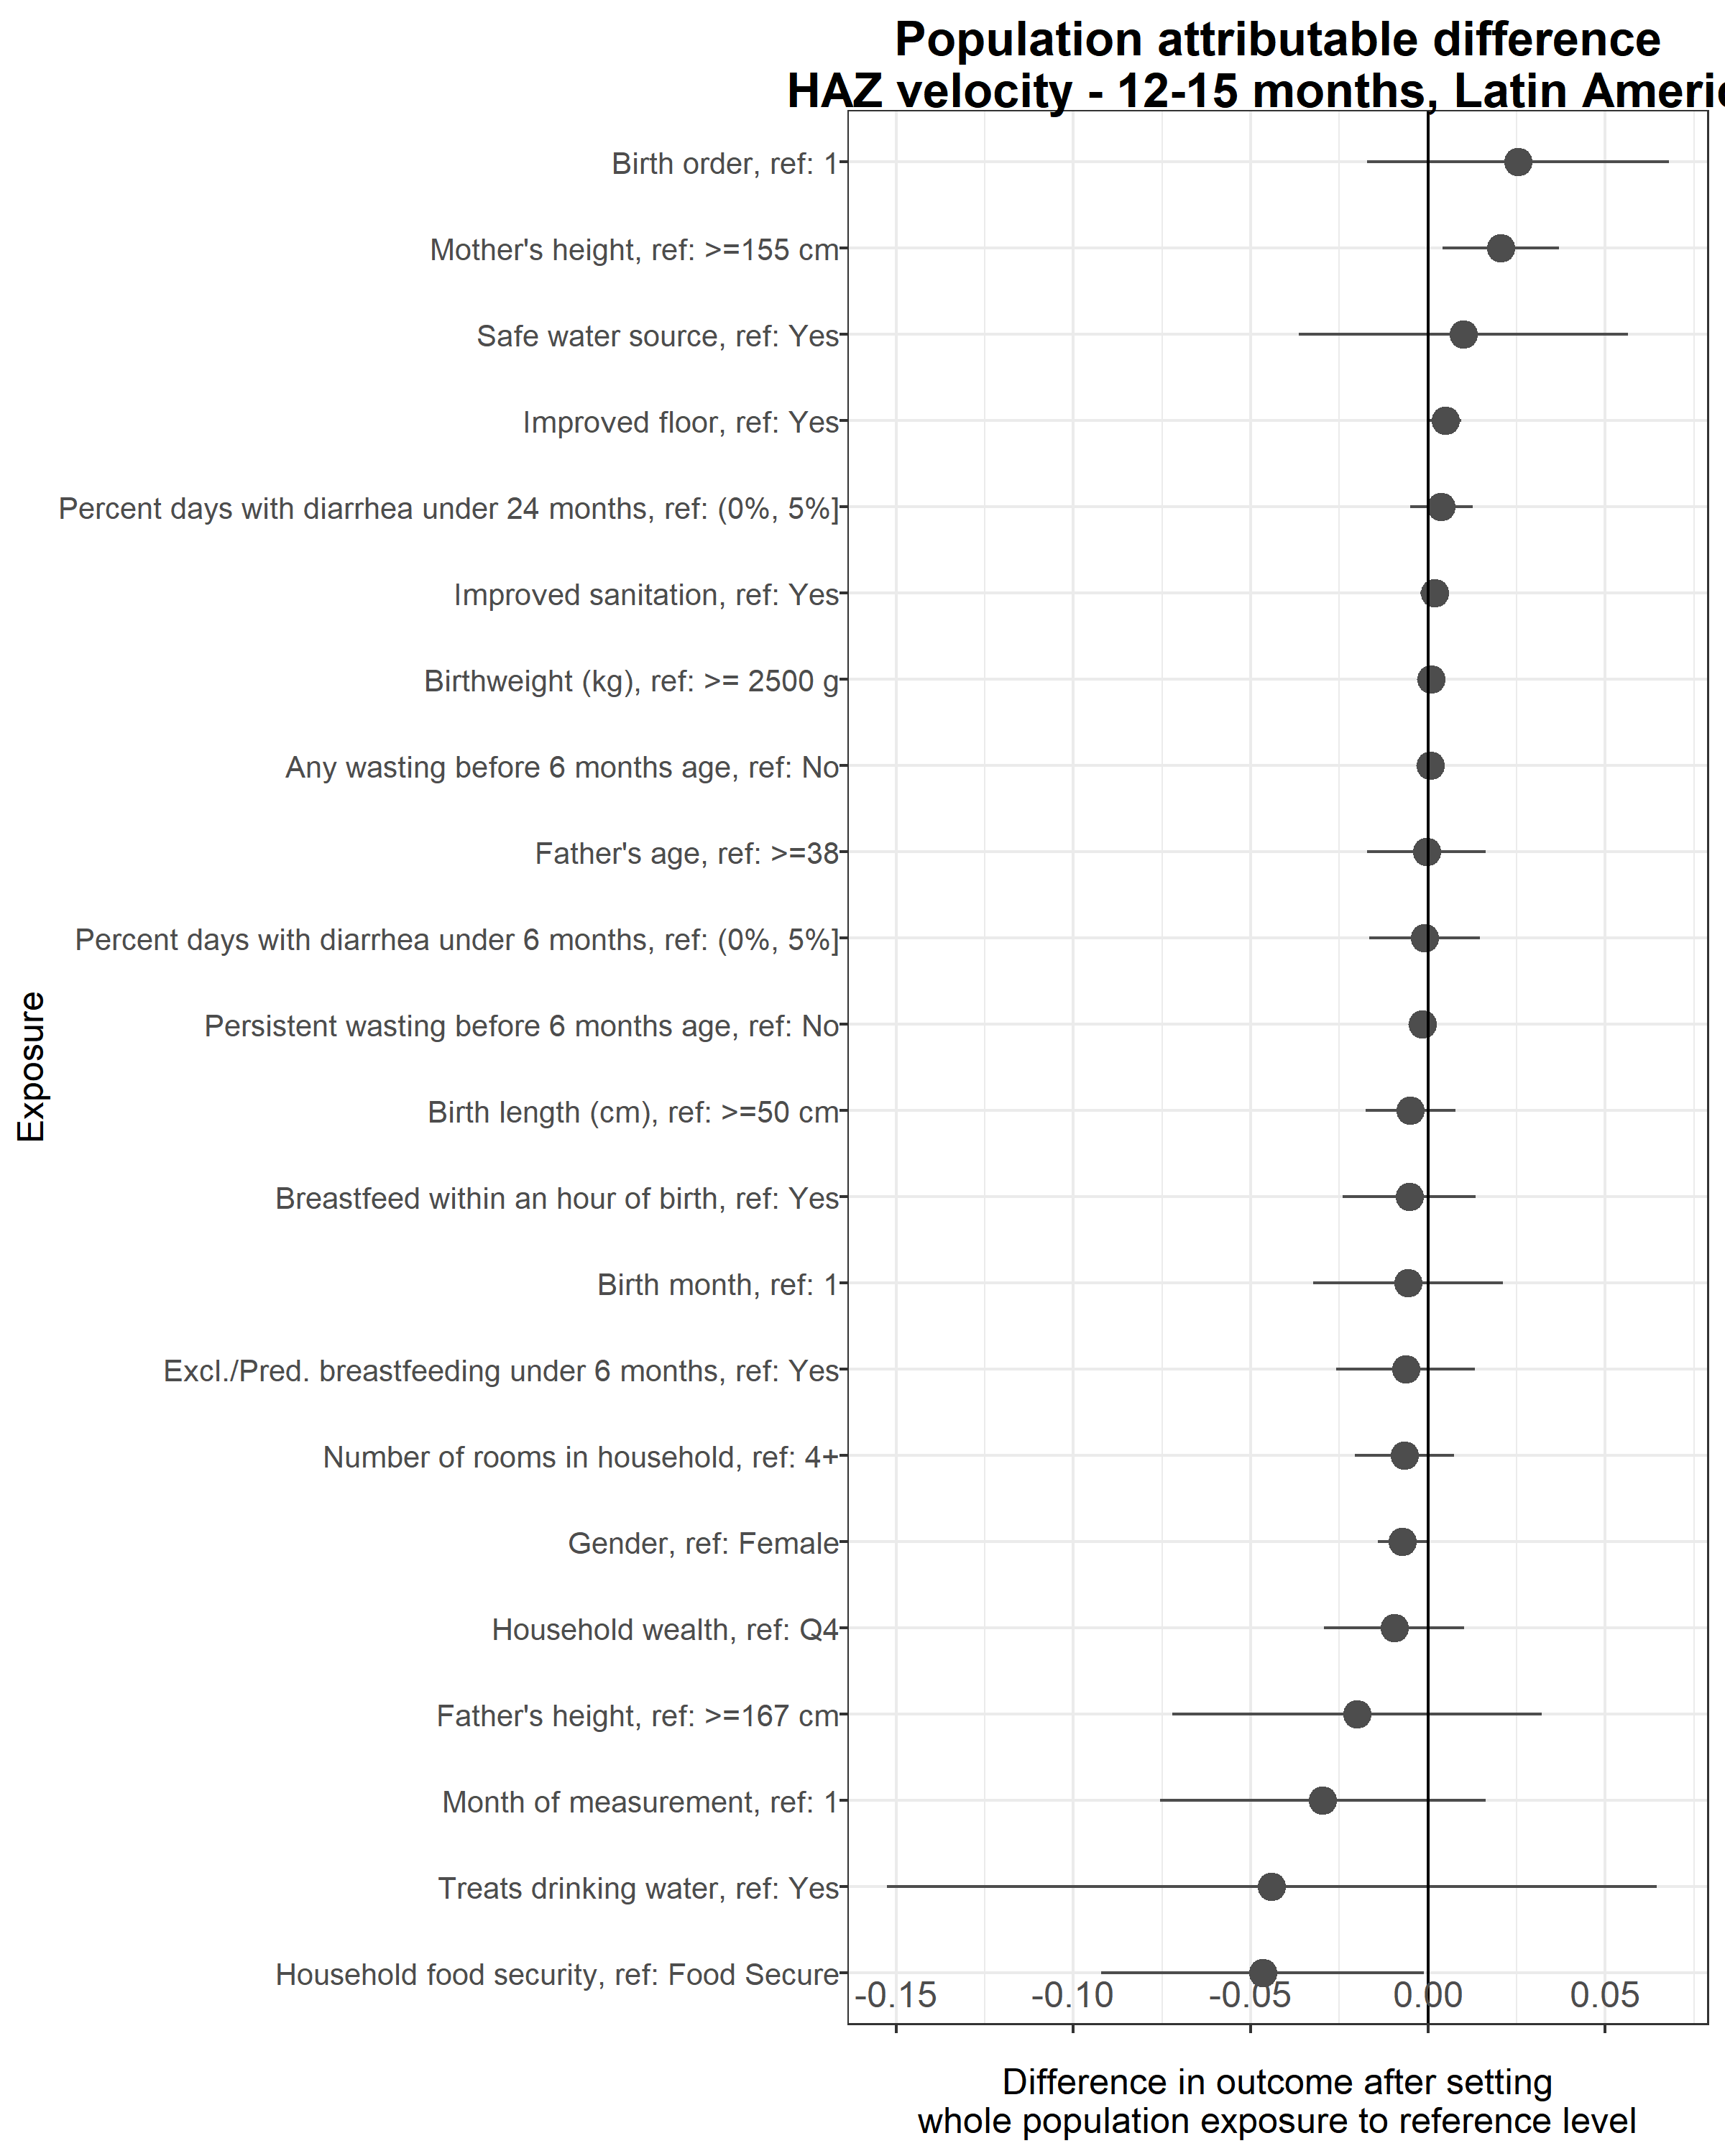 Population attributable difference
HAZ velocity - 12-15 months, Latin Americ
Birth order, ref: 1
Mother's height, ref: >=155 cm
Safe water source, ref: Yes
Improved floor, ref: Yes
Percent days with diarrhea under 24 months, ref: (0%, 5%]
Improved sanitation, ref: Yes
Birthweight (kg), ref: >= 2500 g
Any wasting before 6 months age, ref: No
Father's age, ref: >=38
Percent days with diarrhea under 6 months, ref: (0%, 5%]
Persistent wasting before 6 months age, ref: No
Birth length (cm), ref: >=50 cm
Breastfeed within an hour of birth, ref: Yes
Birth month, ref: 1
Excl./Pred. breastfeeding under 6 months, ref: Yes
Number of rooms in household, ref: 4+
Gender, ref: Female
Household wealth, ref: Q4
Father's height, ref: >=167 cm
Month of measurement, ref: 1
Treats drinking water, ref: Yes
Household food security, ref: Food Secure
Exposure
-0.15 -0.10 -0.05 0.00 0.05
Difference in outcome after setting
whole population exposure to reference level